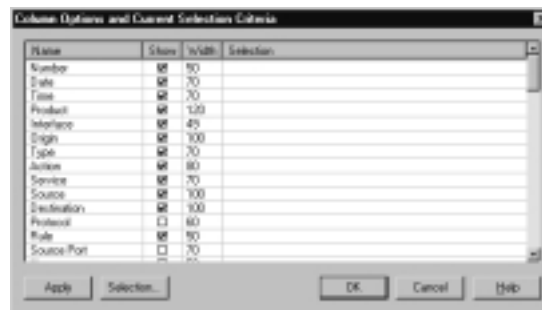 Column Options and Current Selection Criteria
Name Show Width Selection
Number 50
Date 70
Time 70
Product 120
Interface 45
Origin 100
Type 70
Action 80
Service 70
Source 100
Destination 100
Protocol 60
Rule 50
Source Port 70
Apply Selection... OK Cancel Help